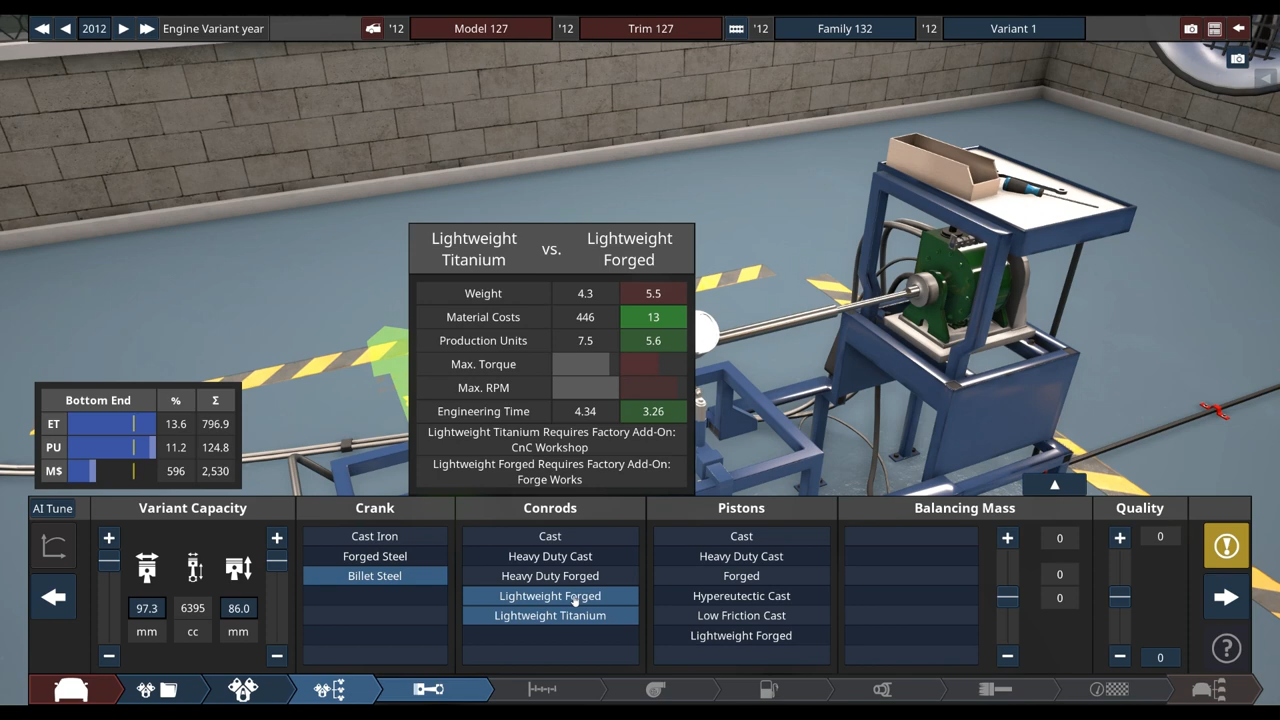 2012 Engine Variant year '12 Model 127 '12 Trim 127 '12 Family 132 '12 Variant 1
Lightweight Titanium vs. Lightweight Forged
Weight 4.3 5.5
Material Costs 446 13
Production Units 7.5 5.6
Max. Torque
Max. RPM
Engineering Time 4.34 3.26
Lightweight Titanium Requires Factory Add-On:
CnC Workshop
Lightweight Forged Requires Factory Add-On:
Forge Works
Bottom End % Σ
ET 13.6 796.9
PU 11.2 124.8
M$ 596 2,530
AI Tune
Variant Capacity
97.3 6395 86.0
mm cc mm
Crank
Cast Iron
Forged Steel
Billet Steel
Conrods
Cast
Heavy Duty Cast
Heavy Duty Forged
Lightweight Forged
Lightweight Titanium
Pistons
Cast
Heavy Duty Cast
Forged
Hypereutectic Cast
Low Friction Cast
Lightweight Forged
Balancing Mass
0
0
0
Quality
0
0